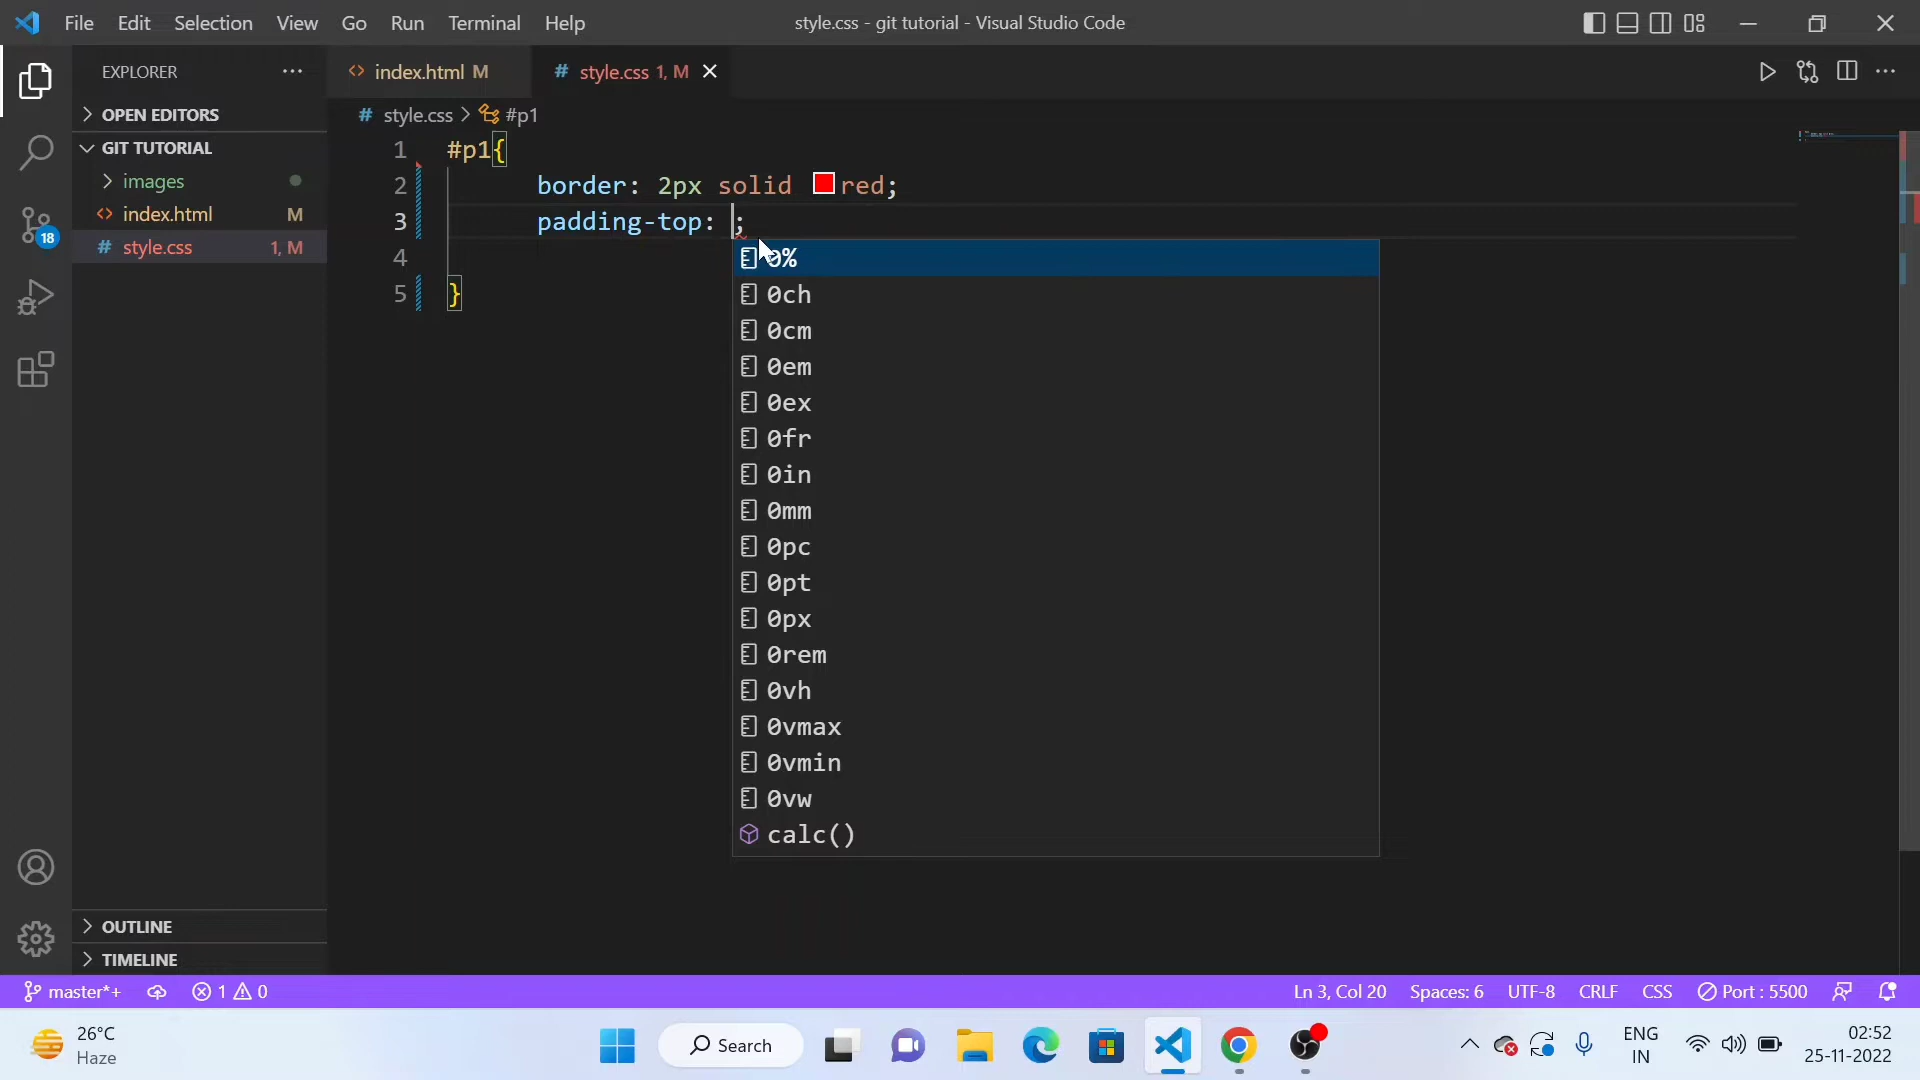 File Edit Selection View Go Run Terminal Help
style.css - git tutorial - Visual Studio Code
EXPLORER
index.html M
# style.css 1, M
OPEN EDITORS
# style.css > #p1
GIT TUTORIAL
images
index.html M
# style.css 1, M
18
1 #p1{
2 border: 2px solid red;
3 padding-top: ;
4
5 }
0%
0ch
0cm
0em
0ex
0fr
0in
0mm
0pc
0pt
0px
0rem
0vh
0vmax
0vmin
0vw
calc()
OUTLINE
TIMELINE
master*+ 1 0
Ln 3, Col 20 Spaces: 6 UTF-8 CRLF CSS Port : 5500
26°C
Haze
Search
ENG
IN
02:52
25-11-2022